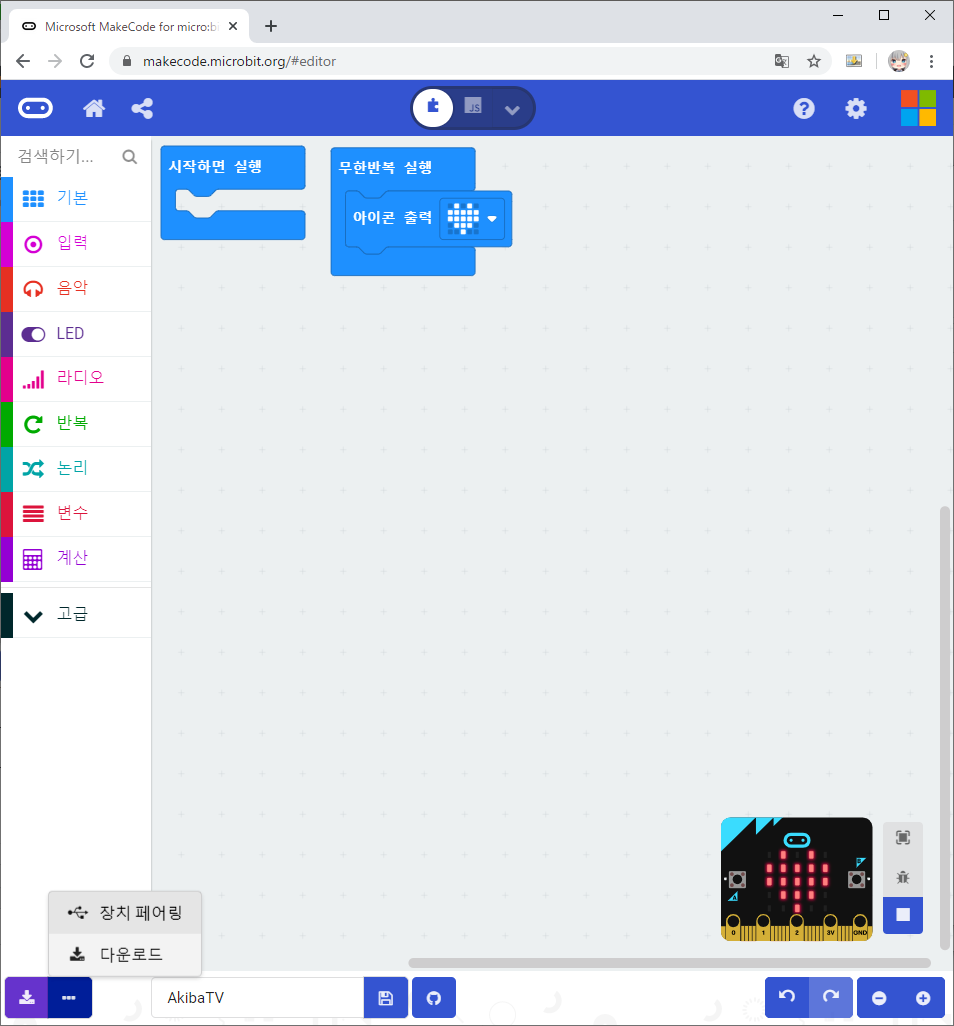 Microsoft MakeCode for micro:bi
makecode.microbit.org/#editor
JS
검색하기...
기본
입력
음악
LED
라디오
반복
논리
변수
계산
고급
시작하면 실행
무한반복 실행
아이콘 출력
B
A
0 1 2 3V GND
장치 페어링
다운로드
AkibaTV